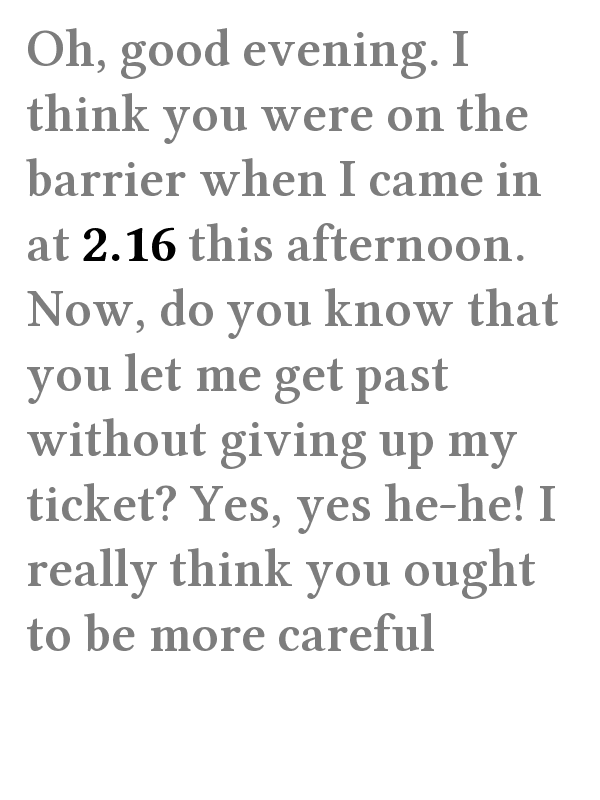 Oh, good evening. I
think you were on the
barrier when I came in
at 2.16 this afternoon.
Now, do you know that
you let me get past
without giving up my
ticket? Yes, yes he-he! I
really think you ought
to be more careful